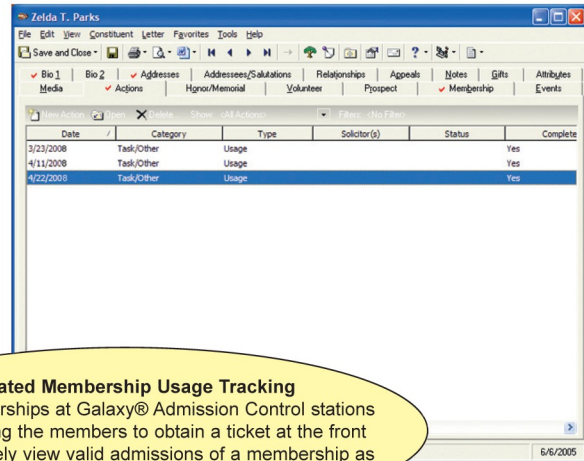 Zelda T. Parks
File Edit View Constituent Letter Favorites Tools Help
Save and Close
Bio 1 Bio 2 Addresses Addressees/Salutations Relationships Appeals Notes Gifts Attributes
Media Actions Honor/Memorial Volunteer Prospect Membership Events
New Action Open Delete Show: <All Actions> Filters: <No Filter>
Date / Category Type Solicitor(s) Status Complete
3/23/2008 Task/Other Usage Yes
4/11/2008 Task/Other Usage Yes
4/22/2008 Task/Other Usage Yes
ated Membership Usage Tracking
erships at Galaxy® Admission Control stations
ng the members to obtain a ticket at the front
ely view valid admissions of a membership as
6/6/2005